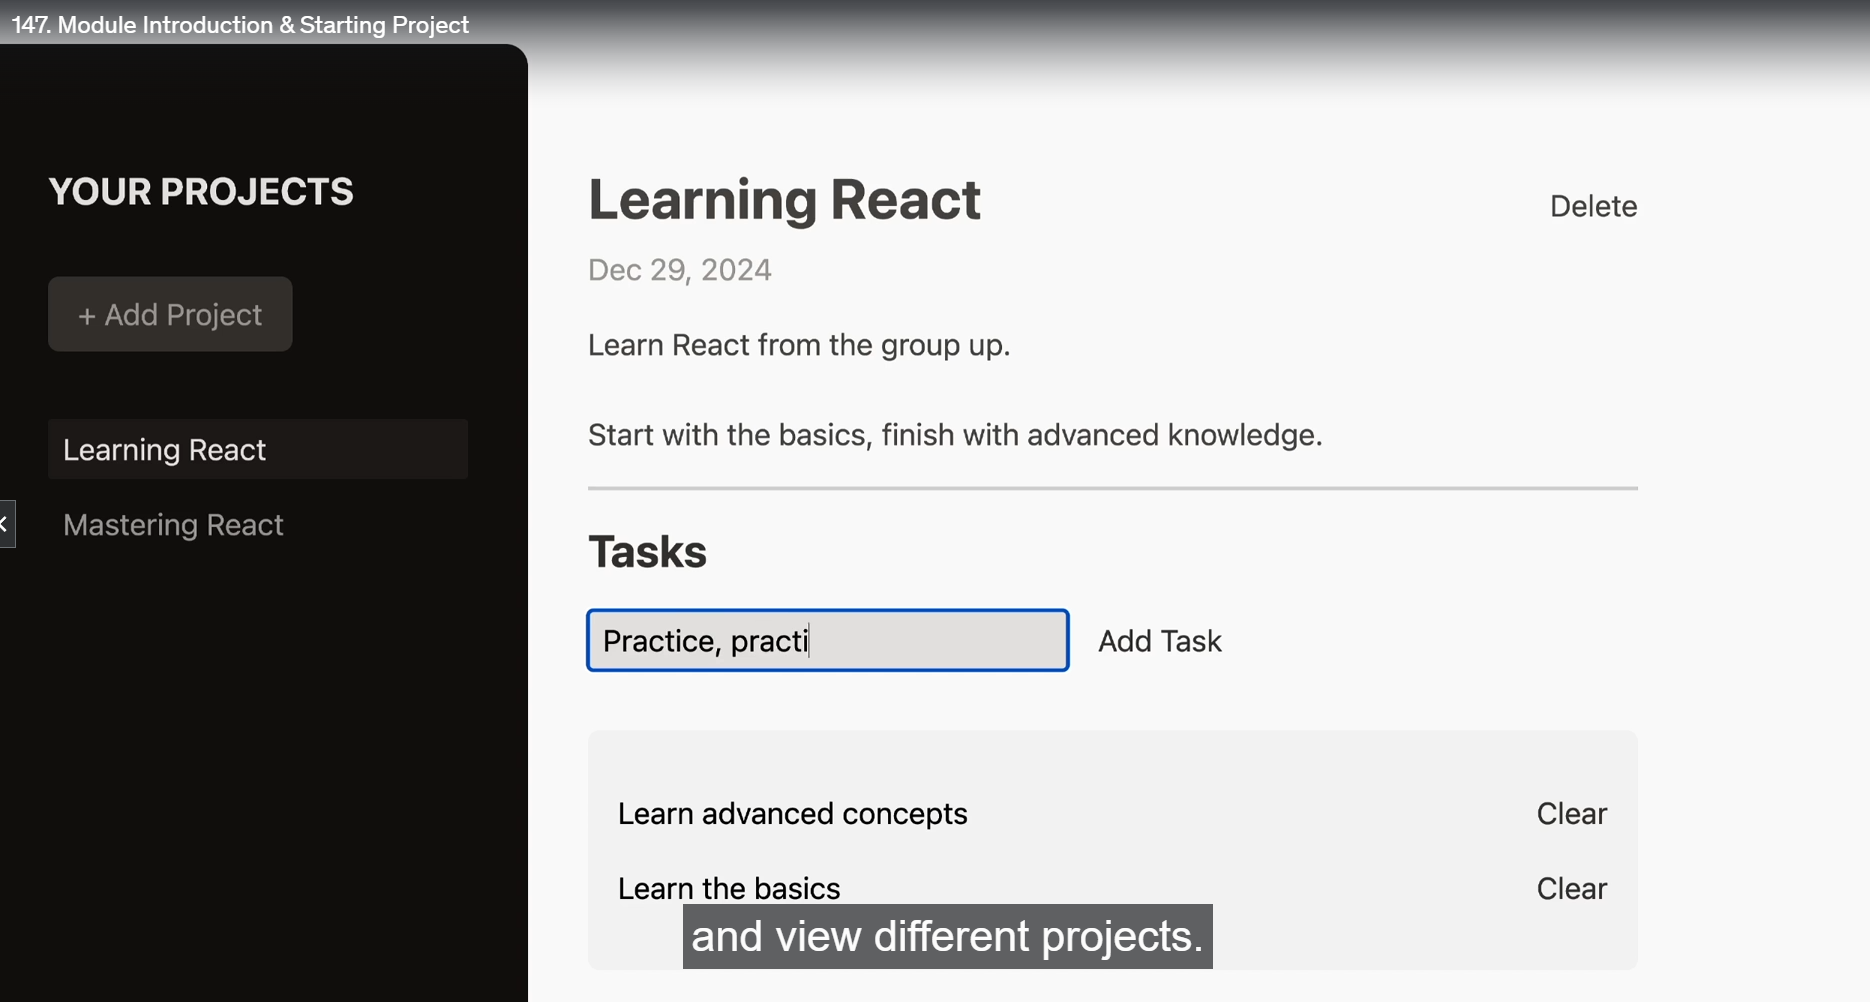 147. Module Introduction & Starting Project
YOUR PROJECTS
+ Add Project
Learning React
Mastering React
Learning React
Delete
Dec 29, 2024
Learn React from the group up.
Start with the basics, finish with advanced knowledge.
Tasks
Practice, practi
Add Task
Learn advanced concepts
Clear
Learn the basics
Clear
and view different projects.